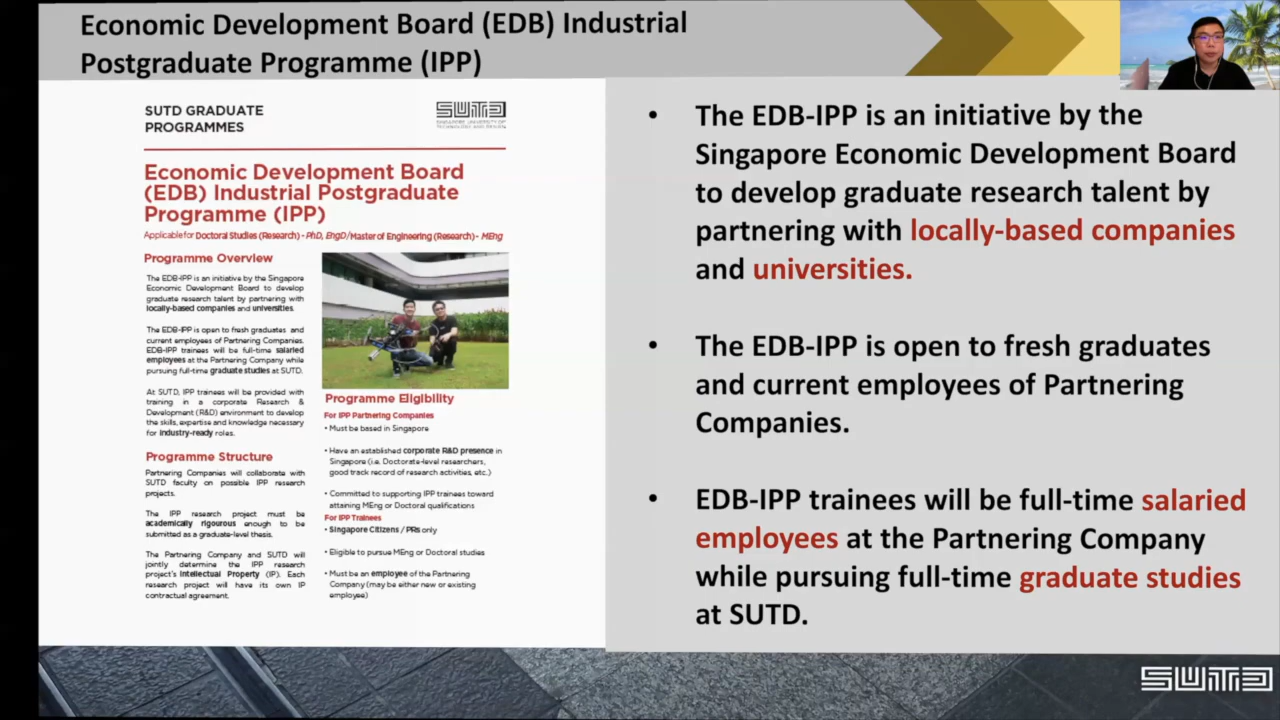 Economic Development Board (EDB) Industrial
Postgraduate Programme (IPP)
SUTD GRADUATE
PROGRAMMES
SUTD
SINGAPORE UNIVERSITY OF
TECHNOLOGY AND DESIGN
Economic Development Board
(EDB) Industrial Postgraduate
Programme (IPP)
Applicable for Doctoral Studies (Research) - PhD, EngD/Master of Engineering (Research) - MEng
Programme Overview
The EDB-IPP is an initiative by the Singapore
Economic Development Board to develop
graduate research talent by partnering with
locally-based companies and universities.
The EDB-IPP is open to fresh graduates and
current employees of Partnering Companies.
EDB-IPP trainees will be full-time salaried
employees at the Partnering Company while
pursuing full-time graduate studies at SUTD.
At SUTD, IPP trainees will be provided with
training in a corporate Research &
Development (R&D) environment to develop
the skills, expertise and knowledge necessary
for industry-ready roles.
Programme Structure
Partnering Companies will collaborate with
SUTD faculty on possible IPP research
projects.
The IPP research project must be
academically rigorous enough to be
submitted as a graduate-level thesis.
The Partnering Company and SUTD will
jointly determine the IPP research
project's Intellectual Property (IP). Each
research project will have its own IP
contractual agreement.
Programme Eligibility
For IPP Partnering Companies
• Must be based in Singapore
• Have an established corporate R&D presence in
Singapore (i.e. Doctorate-level researchers,
good track record of research activities, etc.)
• Committed to supporting IPP trainees toward
attaining MEng or Doctoral qualifications
For IPP Trainees
• Singapore Citizens / PRs only
• Eligible to pursue MEng or Doctoral studies
• Must be an employee of the Partnering
Company (may be either new or existing
employee)
• The EDB-IPP is an initiative by the
Singapore Economic Development Board
to develop graduate research talent by
partnering with locally-based companies
and universities.
• The EDB-IPP is open to fresh graduates
and current employees of Partnering
Companies.
• EDB-IPP trainees will be full-time salaried
employees at the Partnering Company
while pursuing full-time graduate studies
at SUTD.
SUTD